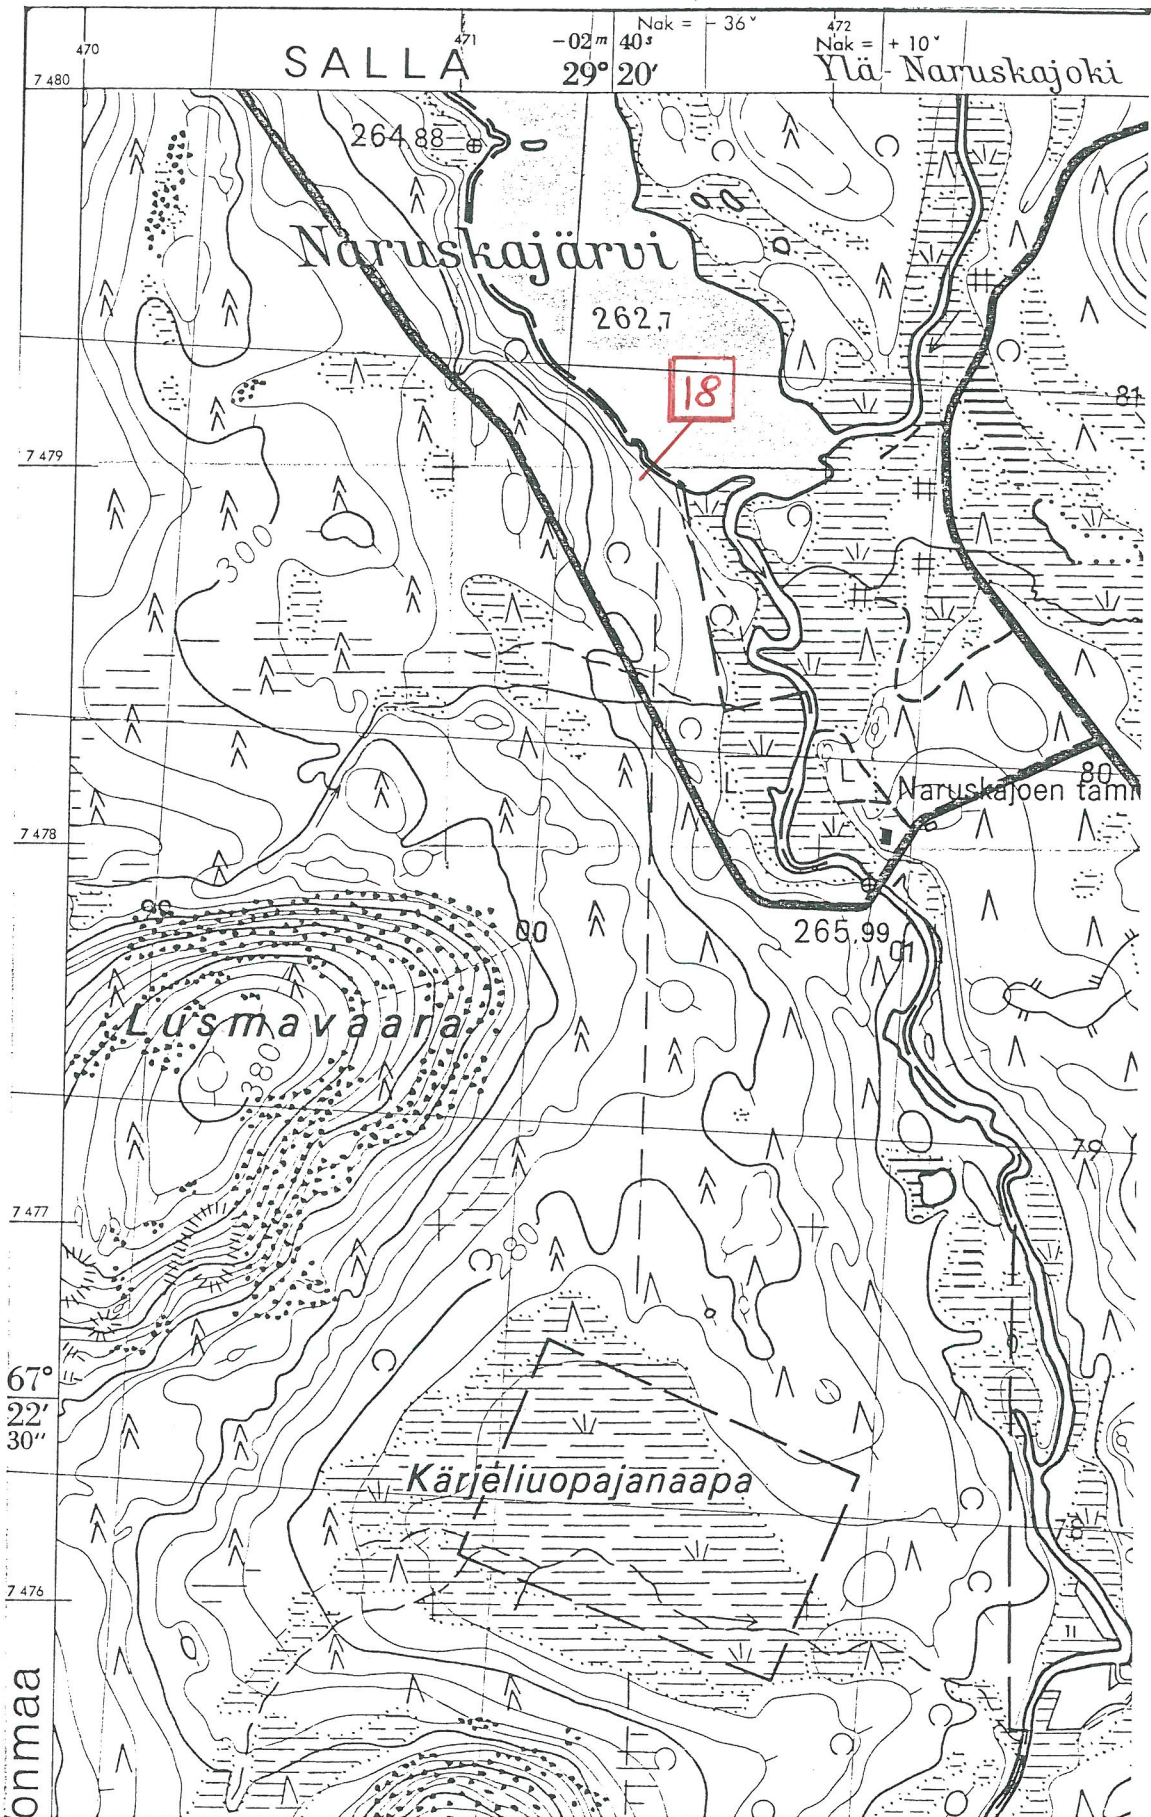 Nak = - 36ᵛ
470
471
-02ᵐ 40ˢ
472
SALLA
29° 20'
Nak = + 10ᵛ
Ylä-Naruskajoki
7 480
264,88
Naruskajärvi
262,7
18
81
7 479
300
80
Naruskajoen
7 478
00
265,99
01
Lusmavaara
380
79
7 477
280
67°
22'
30"
Kärjeliuopajanaapa
78
7 476
onmaa